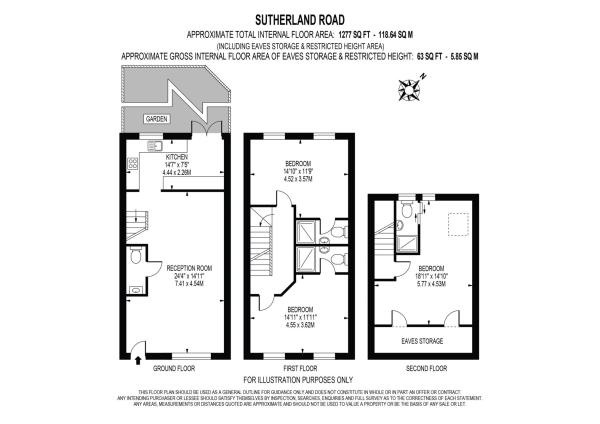 SUTHERLAND ROAD
APPROXIMATE TOTAL INTERNAL FLOOR AREA: 1277 SQ FT - 118.64 SQ M
(INCLUDING EAVES STORAGE & RESTRICTED HEIGHT AREA)
APPROXIMATE GROSS INTERNAL FLOOR AREA OF EAVES STORAGE & RESTRICTED HEIGHT: 63 SQ FT - 5.85 SQ M
N
GARDEN
KITCHEN
14'7" x 7'5"
4.44 x 2.26M
RECEPTION ROOM
24'4" x 14'11"
7.41 x 4.54M
GROUND FLOOR
BEDROOM
14'10" x 11'9"
4.52 x 3.57M
BEDROOM
14'11" x 11'11"
4.55 x 3.62M
FIRST FLOOR
BEDROOM
18'11" x 14'10"
5.77 x 4.53M
EAVES STORAGE
SECOND FLOOR
FOR ILLUSTRATION PURPOSES ONLY
THIS FLOOR PLAN SHOULD BE USED AS A GENERAL OUTLINE FOR GUIDANCE ONLY AND DOES NOT CONSTITUTE IN WHOLE OR IN PART AN OFFER OR CONTRACT.
ANY INTENDING PURCHASER OR LESSEE SHOULD SATISFY THEMSELVES BY INSPECTION, SEARCHES, ENQUIRIES AND FULL SURVEY AS TO THE CORRECTNESS OF EACH STATEMENT.
ANY AREAS, MEASUREMENTS OR DISTANCES QUOTED ARE APPROXIMATE AND SHOULD NOT BE USED TO VALUE A PROPERTY OR BE THE BASIS OF ANY SALE OR LET.